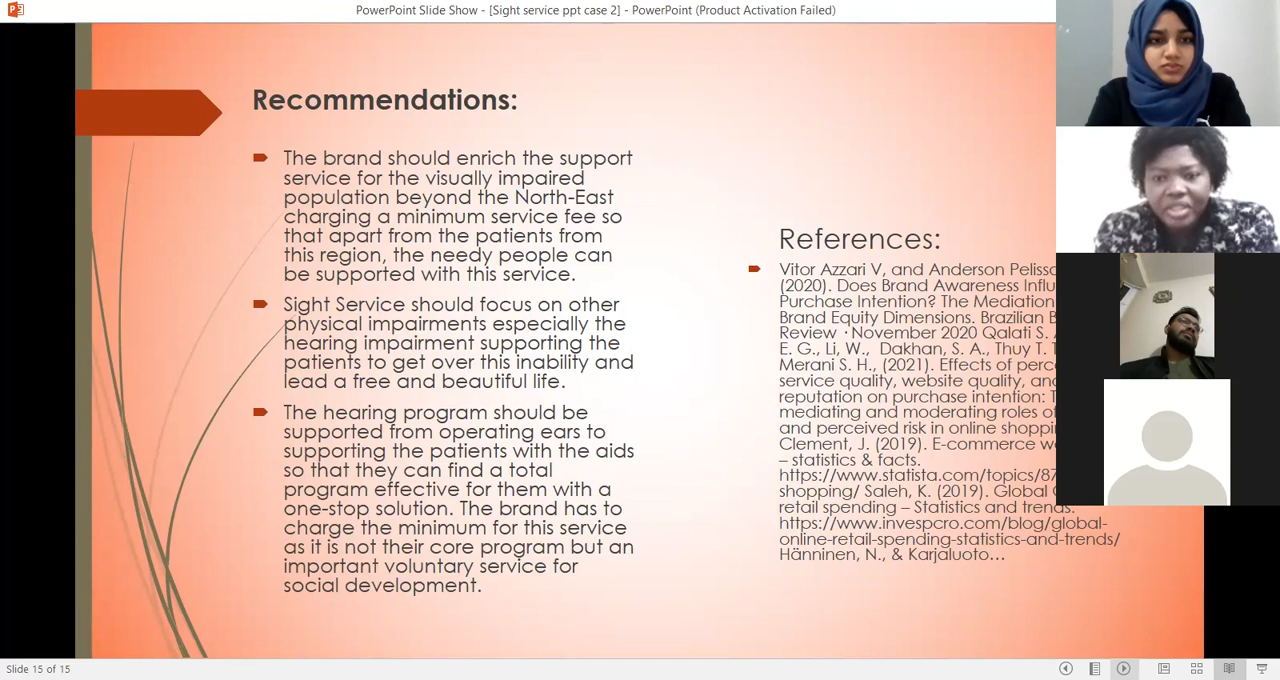 PowerPoint Slide Show - [Sight service ppt case 2] - PowerPoint (Product Activation Failed)
Recommendations:
The brand should enrich the support
service for the visually impaired
population beyond the North-East
charging a minimum service fee so
that apart from the patients from
this region, the needy people can
be supported with this service.
Sight Service should focus on other
physical impairments especially the
hearing impairment supporting the
patients to get over this inability and
lead a free and beautiful life.
The hearing program should be
supported from operating ears to
supporting the patients with the aids
so that they can find a total
program effective for them with a
one-stop solution. The brand has to
charge the minimum for this service
as it is not their core program but an
important voluntary service for
social development.
References:
Vitor Azzari V, and Anderson
(2020). Does Brand Awareness
Purchase Intention? The Mediation
Brand Equity Dimensions. Brazilian
Review · November 2020 Qalati S.
E. G., Li, W., Dakhan, S. A., Thuy T.
Merani S. H., (2021). Effects of
service quality, website quality,
reputation on purchase intention:
mediating and moderating roles of
and perceived risk in online
Clement, J. (2019). E-commerce
– statistics & facts.
https://www.statista.com/topics/87
shopping/ Saleh, K. (2019). Global
retail spending – Statistics and trends.
https://www.invespcro.com/blog/global-
online-retail-spending-statistics-and-trends/
Hänninen, N., & Karjaluoto…
Slide 15 of 15